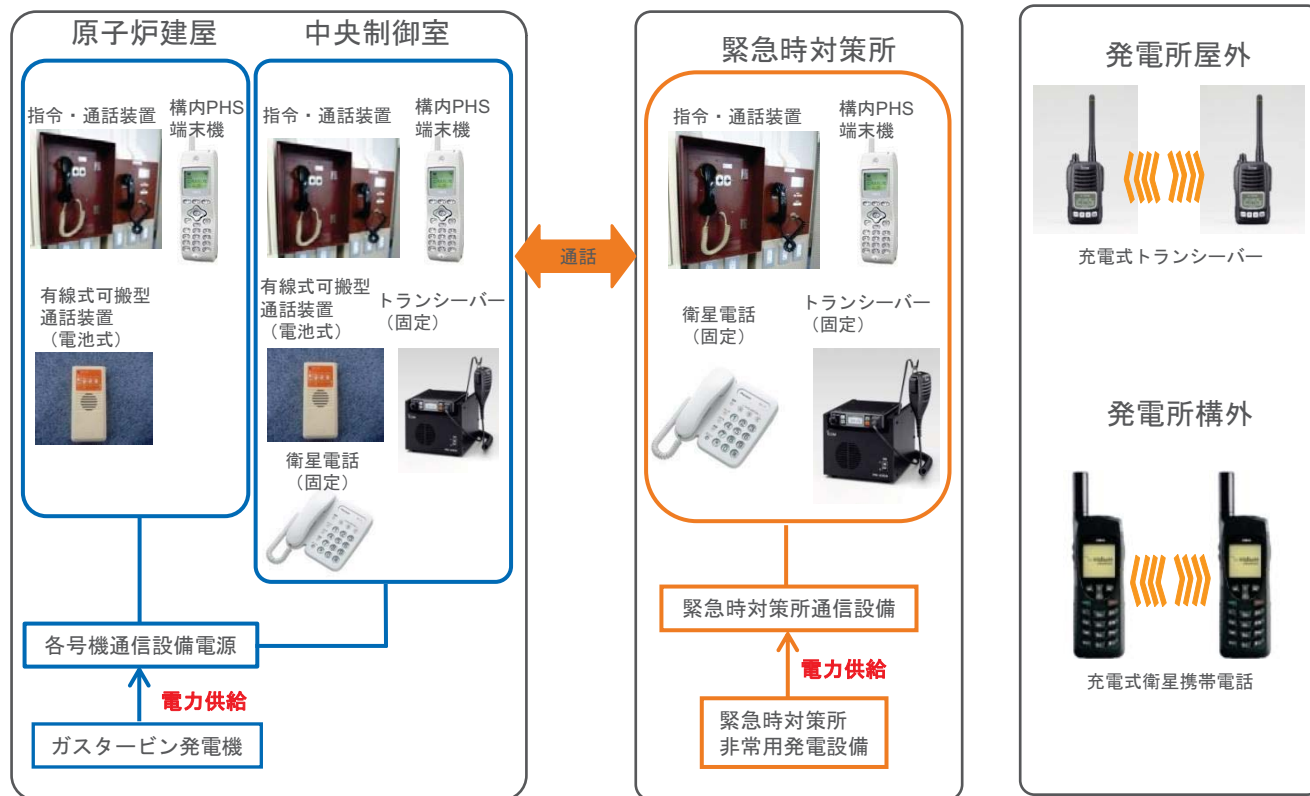 原子炉建屋
中央制御室
指令・通話装置
構内PHS
端末機
有線式可搬型
通話装置
（電池式）
指令・通話装置
構内PHS
端末機
有線式可搬型
通話装置
（電池式）
トランシーバー
（固定）
衛星電話
（固定）
各号機通信設備電源
電力供給
ガスタービン発電機
通話
緊急時対策所
指令・通話装置
構内PHS
端末機
衛星電話
（固定）
トランシーバー
（固定）
緊急時対策所通信設備
電力供給
緊急時対策所
非常用発電設備
発電所屋外
充電式トランシーバー
発電所構外
充電式衛星携帯電話